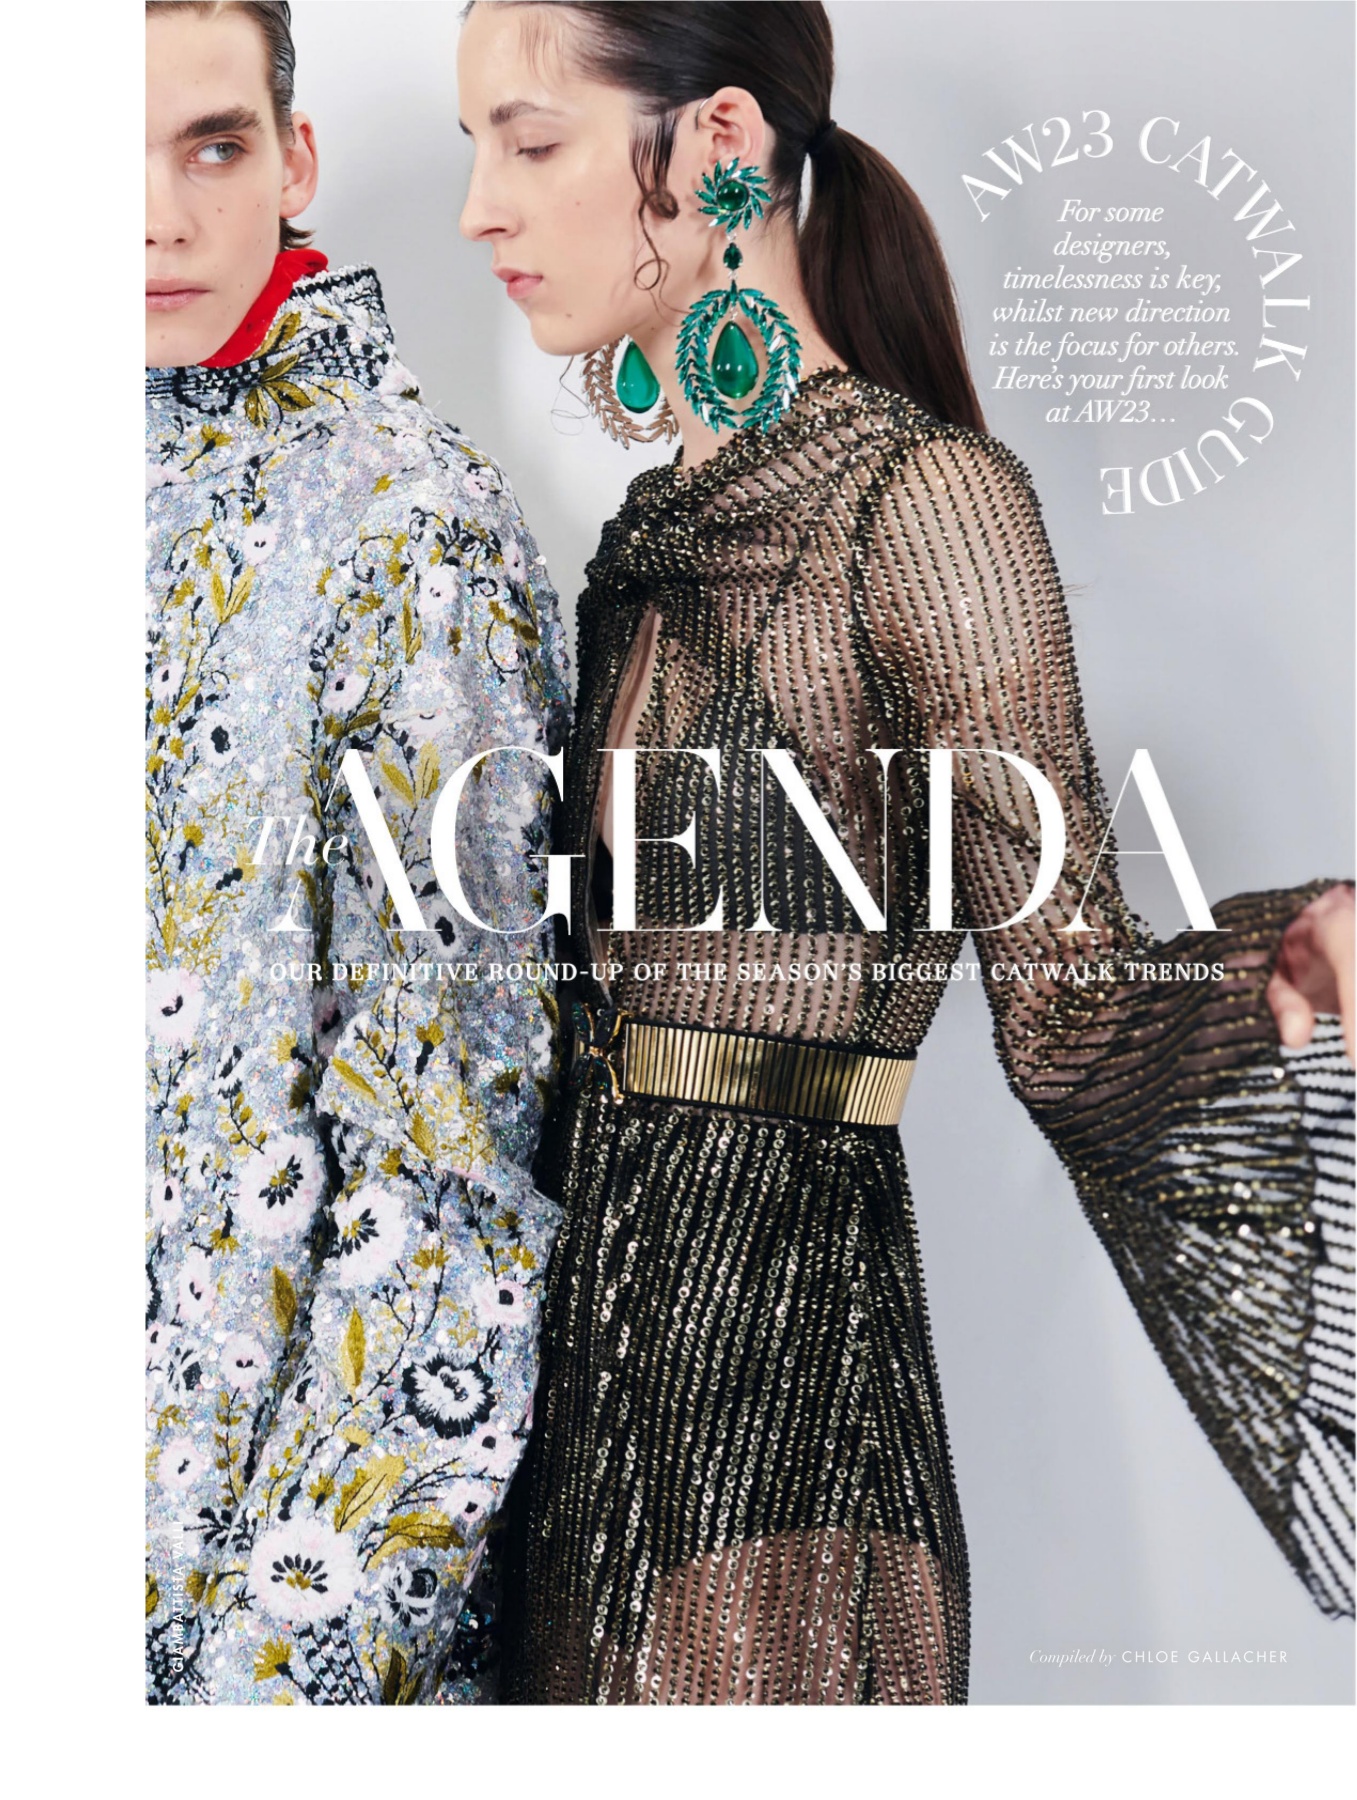 AW23 CATWALK GUIDE
For some
designers,
timelessness is key,
whilst new direction
is the focus for others.
Here's your first look
at AW23...
The AGENDA
OUR DEFINITIVE ROUND-UP OF THE SEASON'S BIGGEST CATWALK TRENDS
GIAMBATTISTA VALLI
Compiled by CHLOE GALLACHER